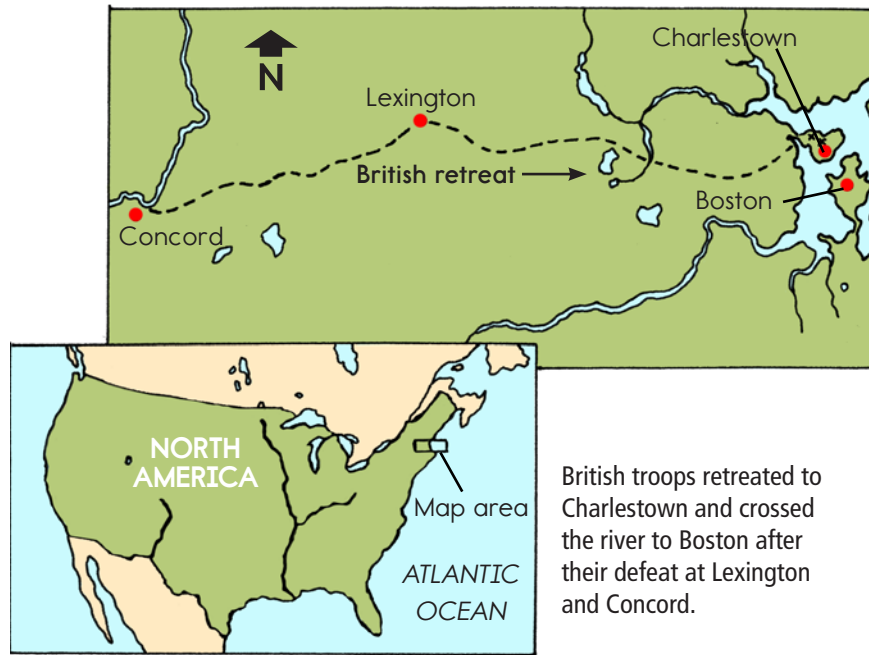 Charlestown
N
Lexington
British retreat
Boston
Concord
NORTH
AMERICA
Map area
ATLANTIC
OCEAN
British troops retreated to
Charlestown and crossed
the river to Boston after
their defeat at Lexington
and Concord.